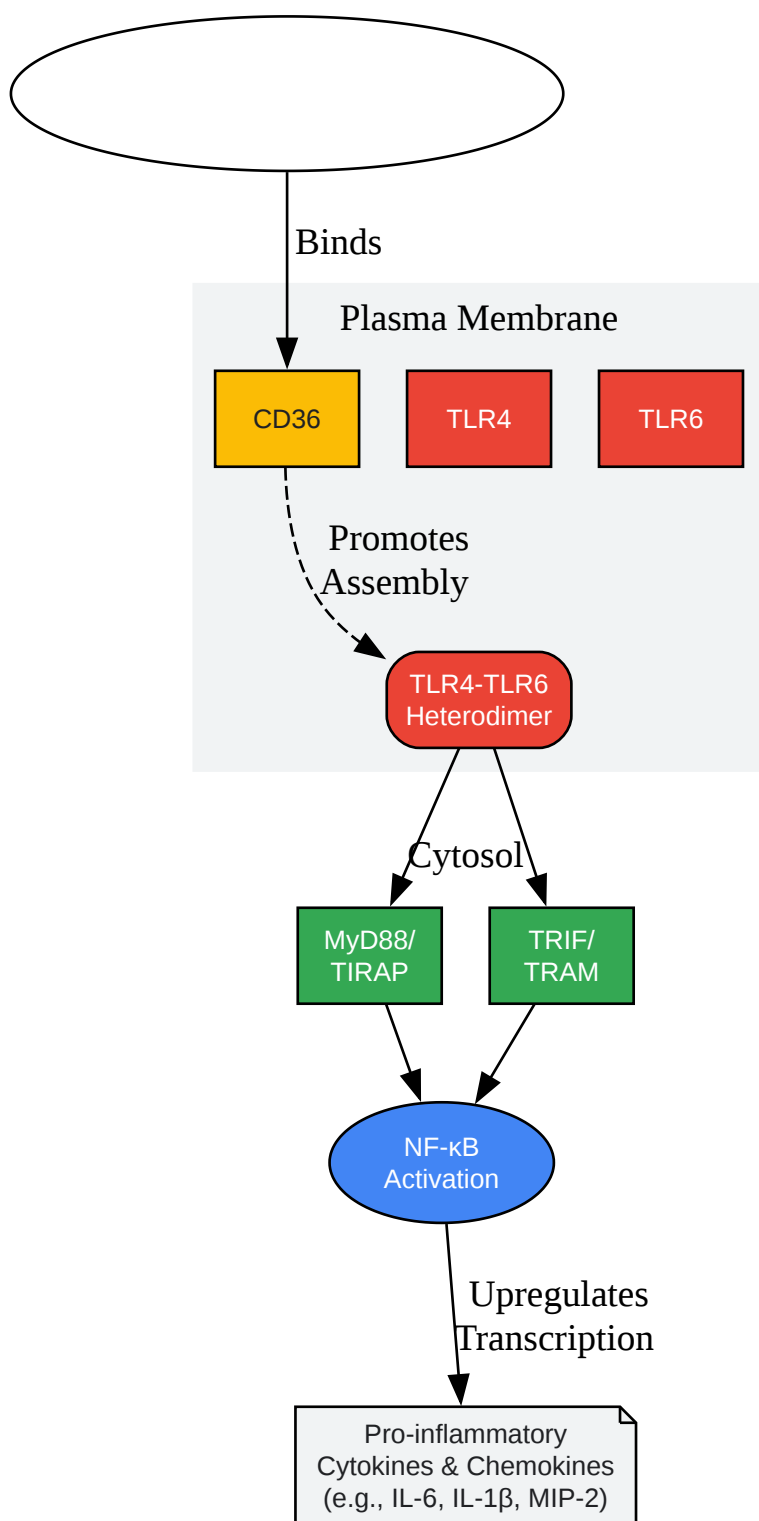 Binds
Plasma Membrane
CD36
TLR4
TLR6
Promotes
Assembly
TLR4-TLR6
Heterodimer
Cytosol
MyD88/
TIRAP
TRIF/
TRAM
NF-κB
Activation
Upregulates
Transcription
Pro-inflammatory
Cytokines & Chemokines
(e.g., IL-6, IL-1β, MIP-2)